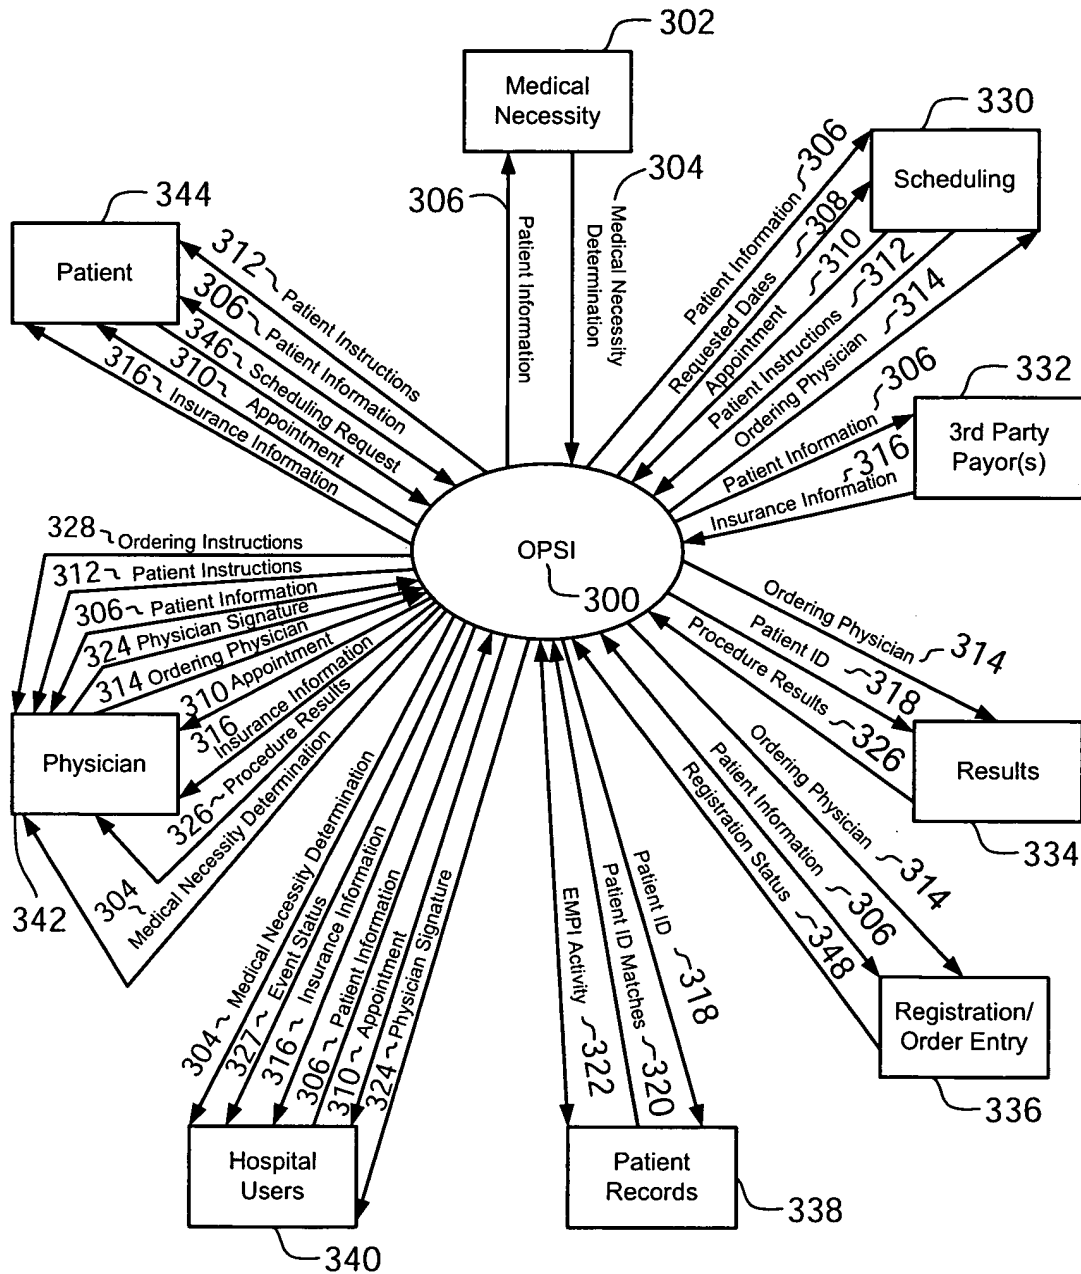 302
Medical
Necessity
306
Patient Information
304
Medical Necessity
Determination
330
Scheduling
Patient Information
306
Requested Dates
308
Appointment
310
Patient Instructions
312
Ordering Physician
314
344
Patient
312
Patient Instructions
306
Patient Information
346
Scheduling Request
310
Appointment
316
Insurance Information
332
3rd Party
Payor(s)
Patient Information
306
Insurance Information
316
OPSI
300
328
Ordering Instructions
312
Patient Instructions
306
Patient Information
324
Physician Signature
314
Ordering Physician
310
Appointment
316
Insurance Information
326
Procedure Results
304
Medical Necessity Determination
Physician
342
Ordering Physician
314
Patient ID
318
Procedure Results
326
Results
334
Ordering Physician
314
Patient Information
306
Registration Status
348
Registration/
Order Entry
336
304
Medical Necessity Determination
327
Event Status
316
Insurance Information
306
Patient Information
310
Appointment
324
Physician Signature
Hospital
Users
340
EMPI Activity
322
Patient ID Matches
320
Patient ID
318
Patient
Records
338